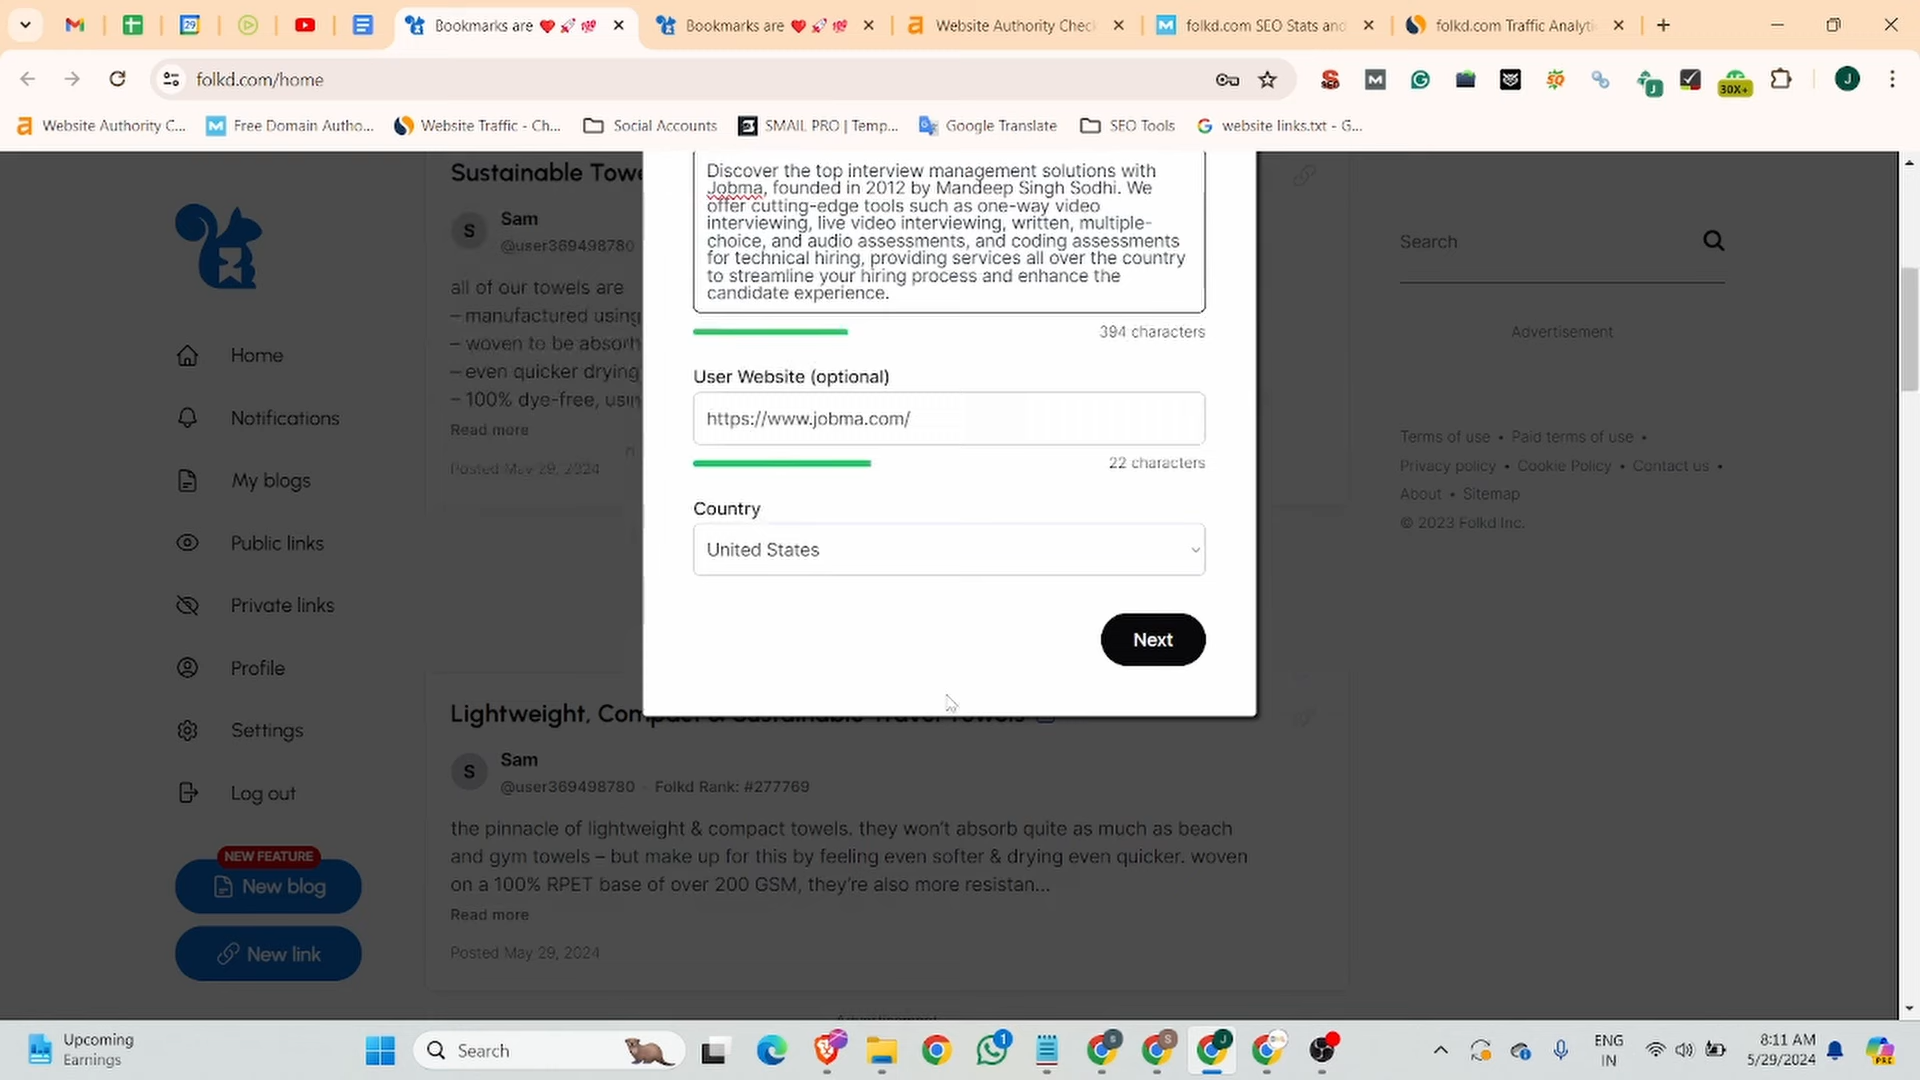 Bookmarks are ❤️ 🚀 💯
Bookmarks are ❤️ 🚀 💯
Website Authority Chec
folkd.com SEO Stats and
folkd.com Traffic Analyti
folkd.com/home
30X+
J
Website Authority C...
Free Domain Autho...
Website Traffic - Ch...
Social Accounts
SMAIL PRO | Temp...
Google Translate
SEO Tools
website links.txt - G...
Sustainable Towe
S
Sam
@user369498780
all of our towels are
– manufactured using
– woven to be absorb
– even quicker drying
– 100% dye-free, usin
Read more
Posted May 29, 2024
Home
Notifications
My blogs
Public links
Private links
Profile
Settings
Log out
NEW FEATURE
New blog
New link
Discover the top interview management solutions with
Jobma, founded in 2012 by Mandeep Singh Sodhi. We
offer cutting-edge tools such as one-way video
interviewing, live video interviewing, written, multiple-
choice, and audio assessments, and coding assessments
for technical hiring, providing services all over the country
to streamline your hiring process and enhance the
candidate experience.
394 characters
User Website (optional)
https://www.jobma.com/
22 characters
Country
United States
Next
Search
Advertisement
Terms of use • Paid terms of use •
Privacy policy • Cookie Policy • Contact us •
About • Sitemap
© 2023 Folkd Inc.
Lightweight, Compact & Sustainable Travel Towels
S
Sam
@user369498780 · Folkd Rank: #277769
the pinnacle of lightweight & compact towels. they won't absorb quite as much as beach
and gym towels – but make up for this by feeling even softer & drying even quicker. woven
on a 100% RPET base of over 200 GSM, they're also more resistan...
Read more
Posted May 29, 2024
Upcoming
Earnings
Search
1
ENG
IN
8:11 AM
5/29/2024